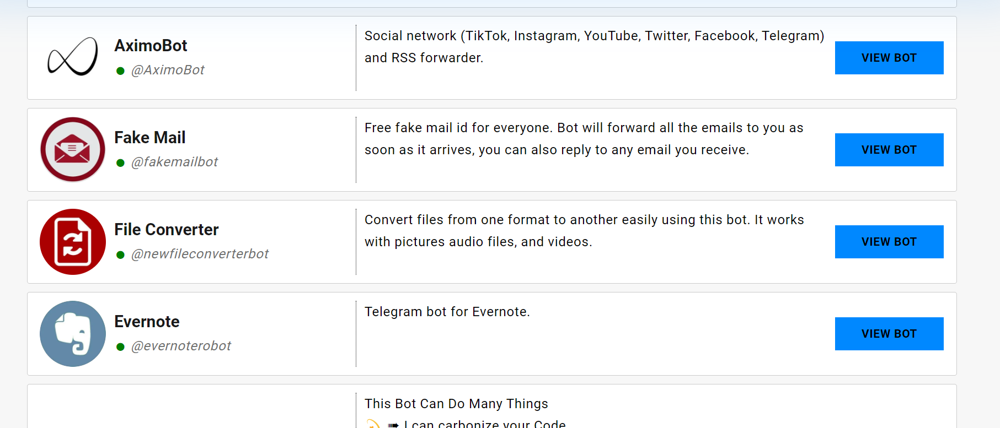 AximoBot
@AximoBot
Social network (TikTok, Instagram, YouTube, Twitter, Facebook, Telegram)
and RSS forwarder.
VIEW BOT
Fake Mail
@fakemailbot
Free fake mail id for everyone. Bot will forward all the emails to you as
soon as it arrives, you can also reply to any email you receive.
VIEW BOT
File Converter
@newfileconverterbot
Convert files from one format to another easily using this bot. It works
with pictures audio files, and videos.
VIEW BOT
Evernote
@evernoterobot
Telegram bot for Evernote.
VIEW BOT
This Bot Can Do Many Things
💫 ➠ I can carbonize your Code